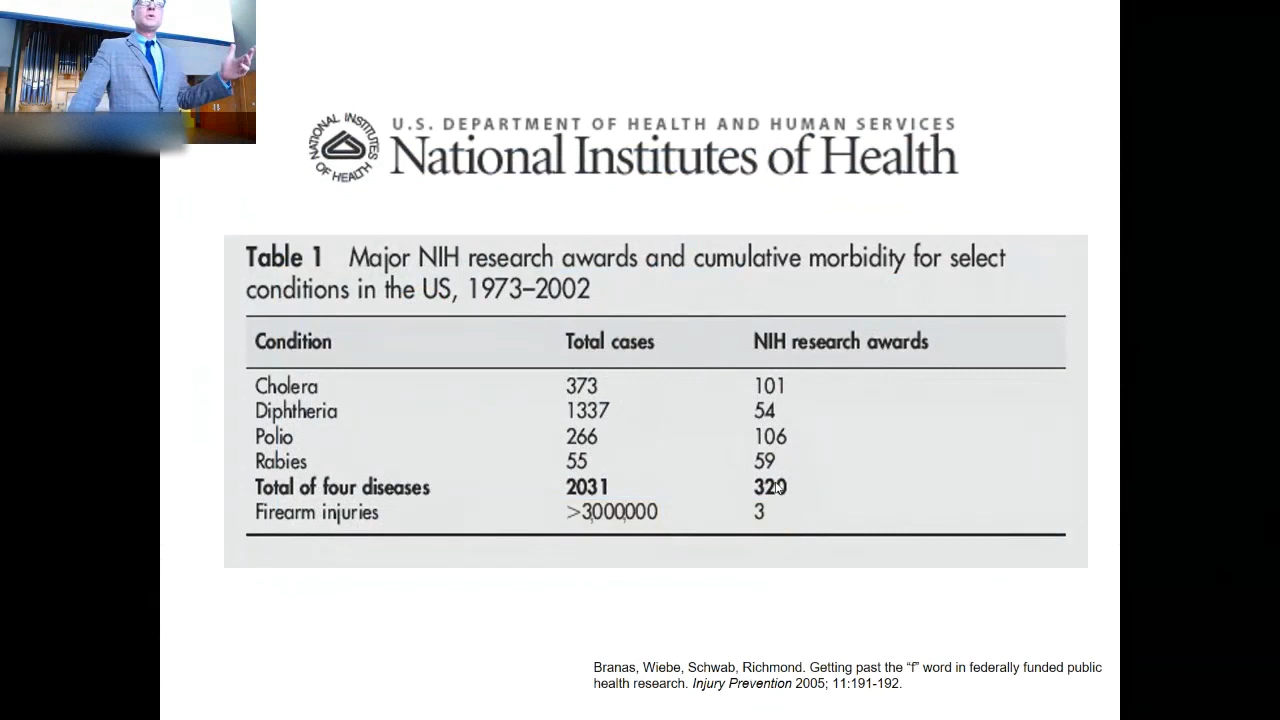 NATIONAL INSTITUTES
OF HEALTH
U.S. DEPARTMENT OF HEALTH AND HUMAN SERVICES
National Institutes of Health
Table 1 Major NIH research awards and cumulative morbidity for select
conditions in the US, 1973–2002
Condition Total cases NIH research awards
Cholera 373 101
Diphtheria 1337 54
Polio 266 106
Rabies 55 59
Total of four diseases 2031 320
Firearm injuries >3,000,000 3
Branas, Wiebe, Schwab, Richmond. Getting past the “f” word in federally funded public
health research. Injury Prevention 2005; 11:191-192.